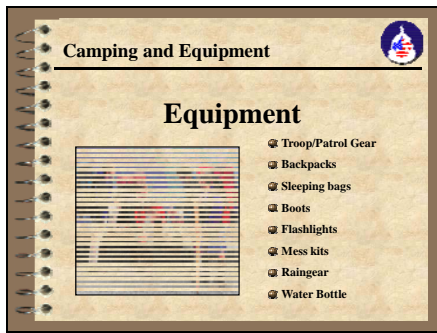 Camping and Equipment
Equipment
Troop/Patrol Gear
Backpacks
Sleeping bags
Boots
Flashlights
Mess kits
Raingear
Water Bottle